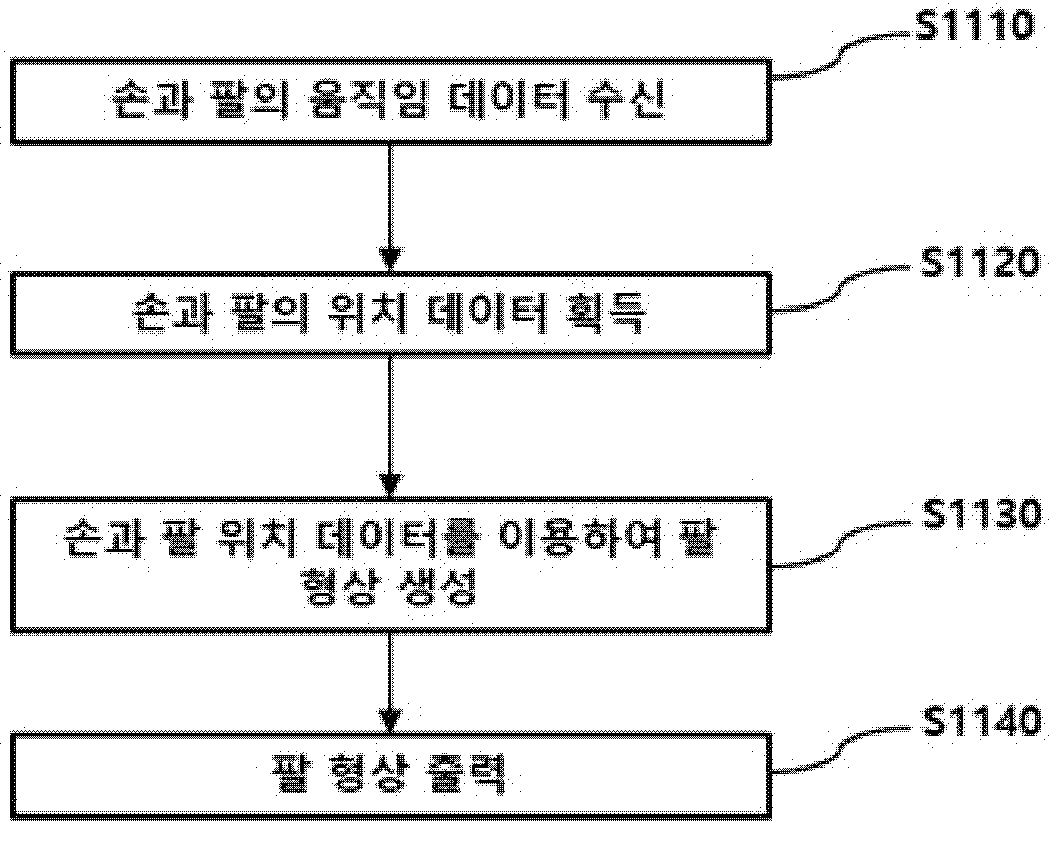 S1110
손과 팔의 움직임 데이터 수신
S1120
손과 팔의 위치 데이터 획득
S1130
손과 팔 위치 데이터를 이용하여 팔
형상 생성
S1140
팔 형상 출력